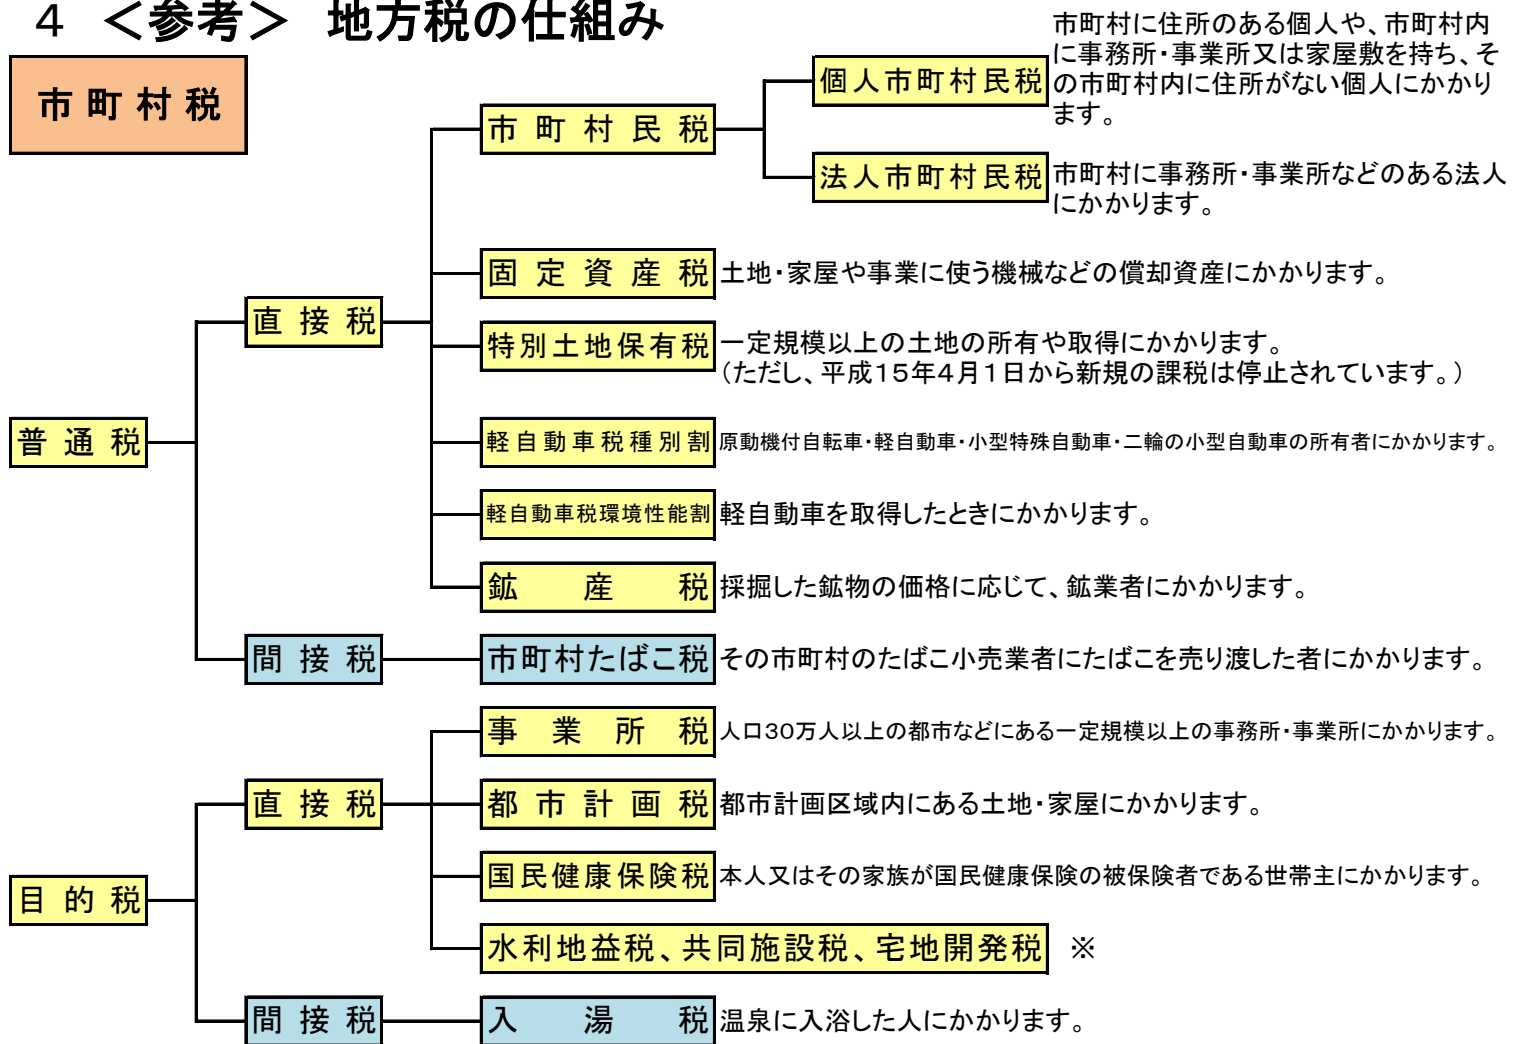 4 ＜参考＞ 地方税の仕組み
市町村税
普通税
直接税
市町村民税
個人市町村民税
市町村に住所のある個人や、市町村内
に事務所・事業所又は家屋敷を持ち、そ
の市町村内に住所がない個人にかかり
ます。
法人市町村民税
市町村に事務所・事業所などのある法人
にかかります。
固定資産税
土地・家屋や事業に使う機械などの償却資産にかかります。
特別土地保有税
一定規模以上の土地の所有や取得にかかります。
（ただし、平成１５年４月１日から新規の課税は停止されています。）
軽自動車税種別割
原動機付自転車・軽自動車・小型特殊自動車・二輪の小型自動車の所有者にかかります。
軽自動車税環境性能割
軽自動車を取得したときにかかります。
鉱産税
採掘した鉱物の価格に応じて、鉱業者にかかります。
間接税
市町村たばこ税
その市町村のたばこ小売業者にたばこを売り渡した者にかかります。
目的税
直接税
事業所税
人口３０万人以上の都市などにある一定規模以上の事務所・事業所にかかります。
都市計画税
都市計画区域内にある土地・家屋にかかります。
国民健康保険税
本人又はその家族が国民健康保険の被保険者である世帯主にかかります。
水利地益税、共同施設税、宅地開発税 ※
間接税
入湯税
温泉に入浴した人にかかります。